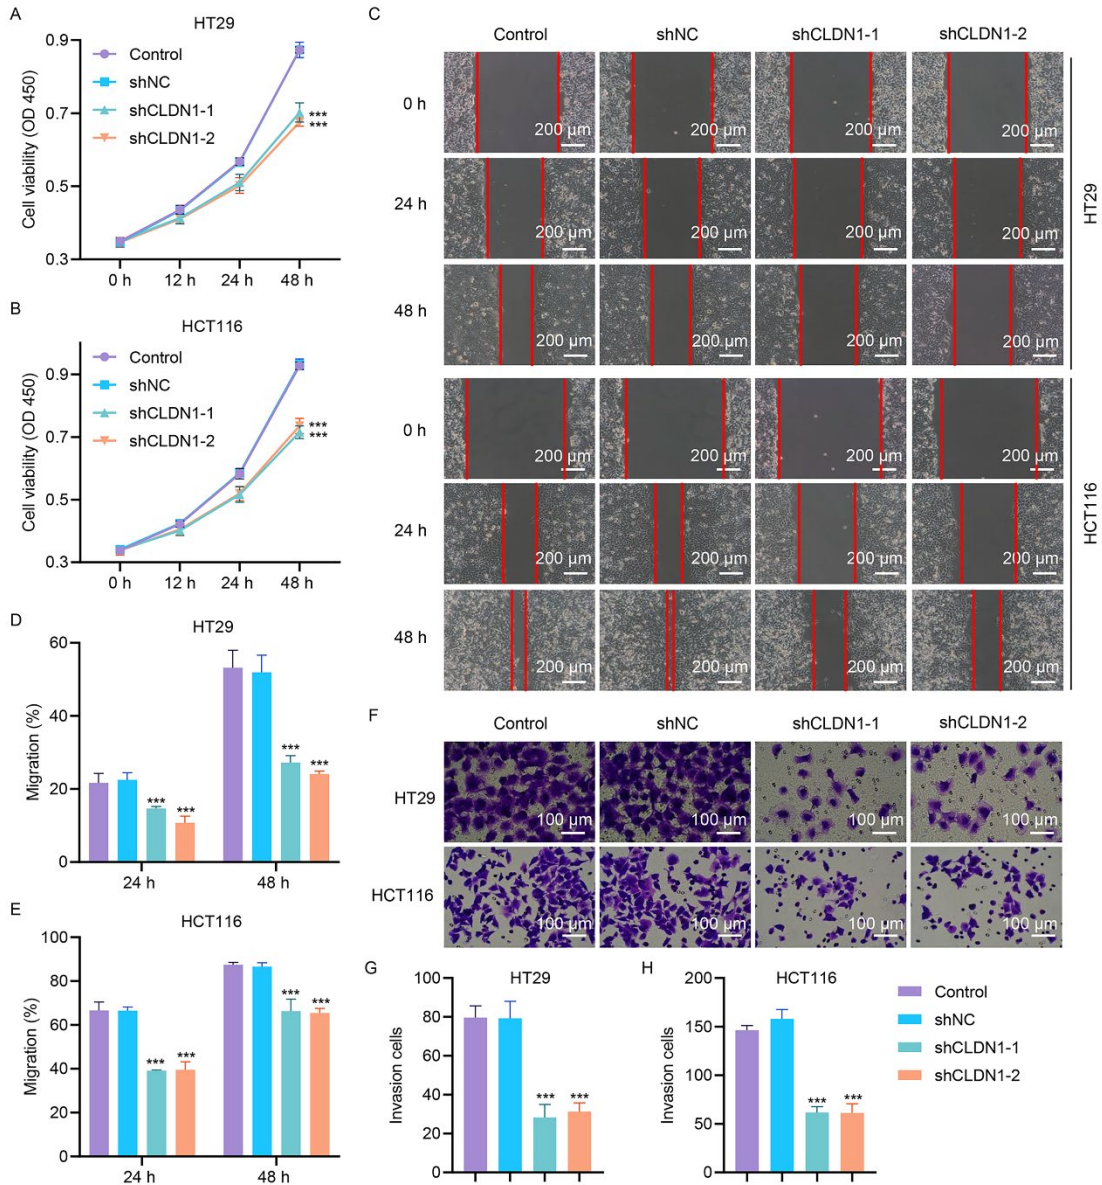 A
HT29
Cell viability (OD 450)
0.9
0.7
0.5
0.3
Control
shNC
shCLDN1-1
shCLDN1-2
***
***
0 h
12 h
24 h
48 h
B
HCT116
Cell viability (OD 450)
0.9
0.7
0.5
0.3
Control
shNC
shCLDN1-1
shCLDN1-2
***
***
0 h
12 h
24 h
48 h
C
Control
shNC
shCLDN1-1
shCLDN1-2
0 h
200 µm
200 µm
200 µm
200 µm
24 h
200 µm
200 µm
200 µm
200 µm
48 h
200 µm
200 µm
200 µm
200 µm
HT29
0 h
200 µm
200 µm
200 µm
200 µm
24 h
200 µm
200 µm
200 µm
200 µm
48 h
200 µm
200 µm
200 µm
200 µm
HCT116
D
HT29
Migration (%)
60
40
20
0
***
***
***
***
24 h
48 h
E
HCT116
Migration (%)
100
80
60
40
20
0
***
***
***
***
24 h
48 h
F
Control
shNC
shCLDN1-1
shCLDN1-2
HT29
100 µm
100 µm
100 µm
100 µm
HCT116
100 µm
100 µm
100 µm
100 µm
G
HT29
Invasion cells
100
80
60
40
20
0
***
***
H
HCT116
Invasion cells
200
150
100
50
0
***
***
Control
shNC
shCLDN1-1
shCLDN1-2